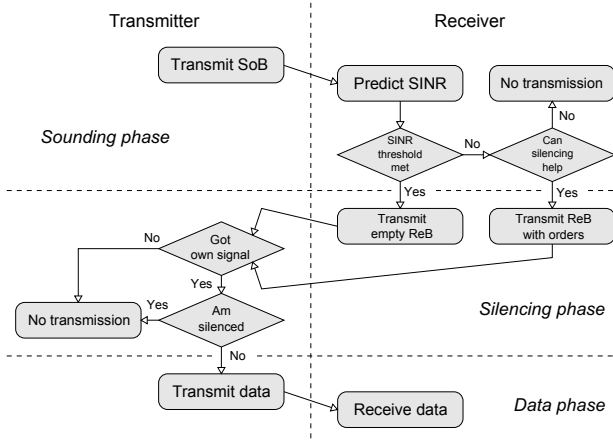 Transmitter
Receiver
Transmit SoB
Predict SINR
No transmission
No
Sounding phase
SINR
threshold
met
No
Can
silencing
help
Yes
Yes
Transmit
empty ReB
Transmit ReB
with orders
No
Got
own signal
Yes
No transmission
Yes
Am
silenced
Silencing phase
No
Transmit data
Receive data
Data phase